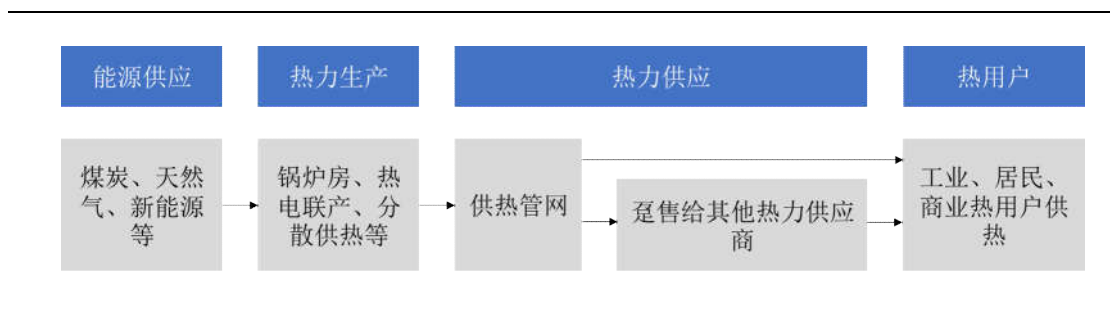 能源供应
热力生产
热力供应
热用户
煤炭、天然
气、新能源
等
锅炉房、热
电联产、分
散供热等
供热管网
趸售给其他热力供应
商
工业、居民、
商业热用户供
热